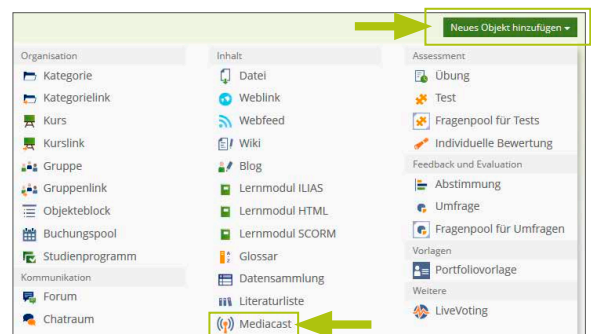 Neues Objekt hinzufügen
Organisation
Kategorie
Kategorielink
Kurs
Kurslink
Gruppe
Gruppenlink
Objekteblock
Buchungspool
Studienprogramm
Kommunikation
Forum
Chatraum
Inhalt
Datei
Weblink
Webfeed
Wiki
Blog
Lernmodul ILIAS
Lernmodul HTML
Lernmodul SCORM
Glossar
Datensammlung
Literaturliste
Mediacast
Assessment
Übung
Test
Fragenpool für Tests
Individuelle Bewertung
Feedback und Evaluation
Abstimmung
Umfrage
Fragenpool für Umfragen
Vorlagen
Portfoliovorlage
Weitere
LiveVoting